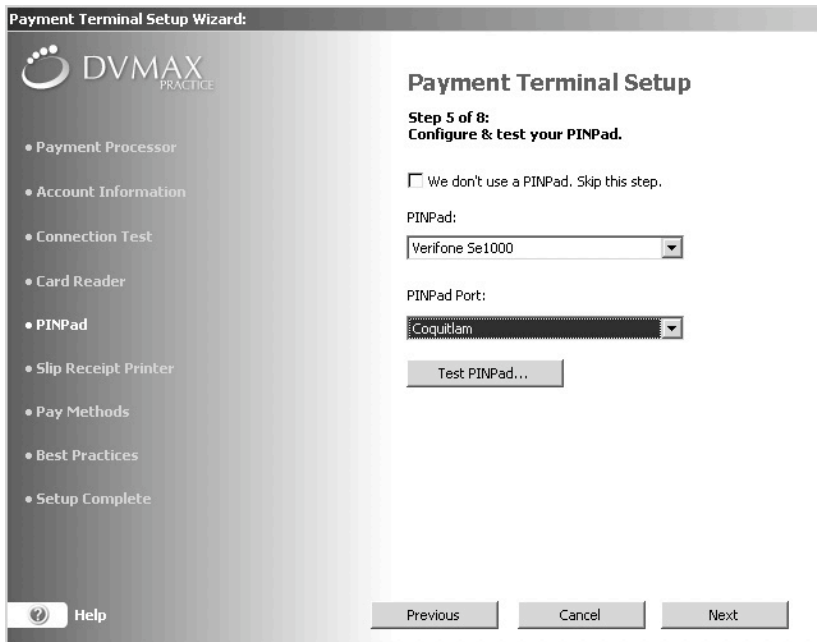 Payment Terminal Setup Wizard:
DVMAX
PRACTICE
• Payment Processor
• Account Information
• Connection Test
• Card Reader
• PINPad
• Slip Receipt Printer
• Pay Methods
• Best Practices
• Setup Complete
? Help
Payment Terminal Setup
Step 5 of 8:
Configure & test your PINPad.
We don't use a PINPad. Skip this step.
PINPad:
Verifone Se1000
PINPad Port:
Coquitlam
Test PINPad...
Previous
Cancel
Next